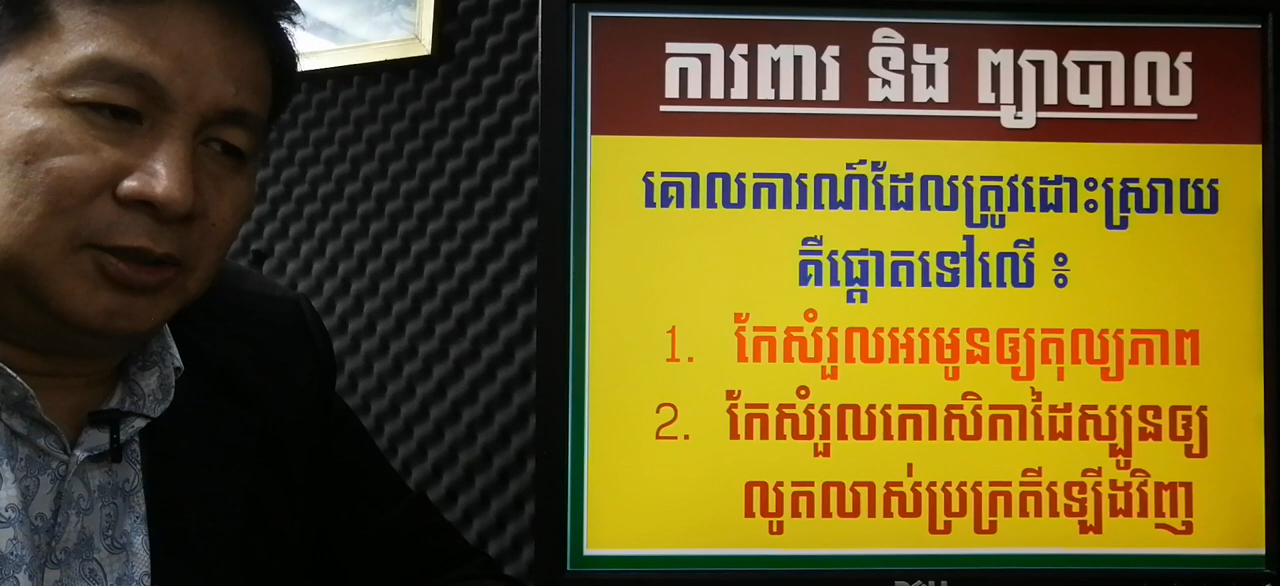 ការពារ និង ព្យាបាល
គោលការណ៍ដែលត្រូវដោះស្រាយ
គឺផ្តោតទៅលើ ៖
1. កែសំរួលអរមូនឲ្យតុល្យភាព
2. កែសំរួលកោសិកាដៃស្បូនឲ្យ
លូតលាស់ប្រក្រតីឡើងវិញ